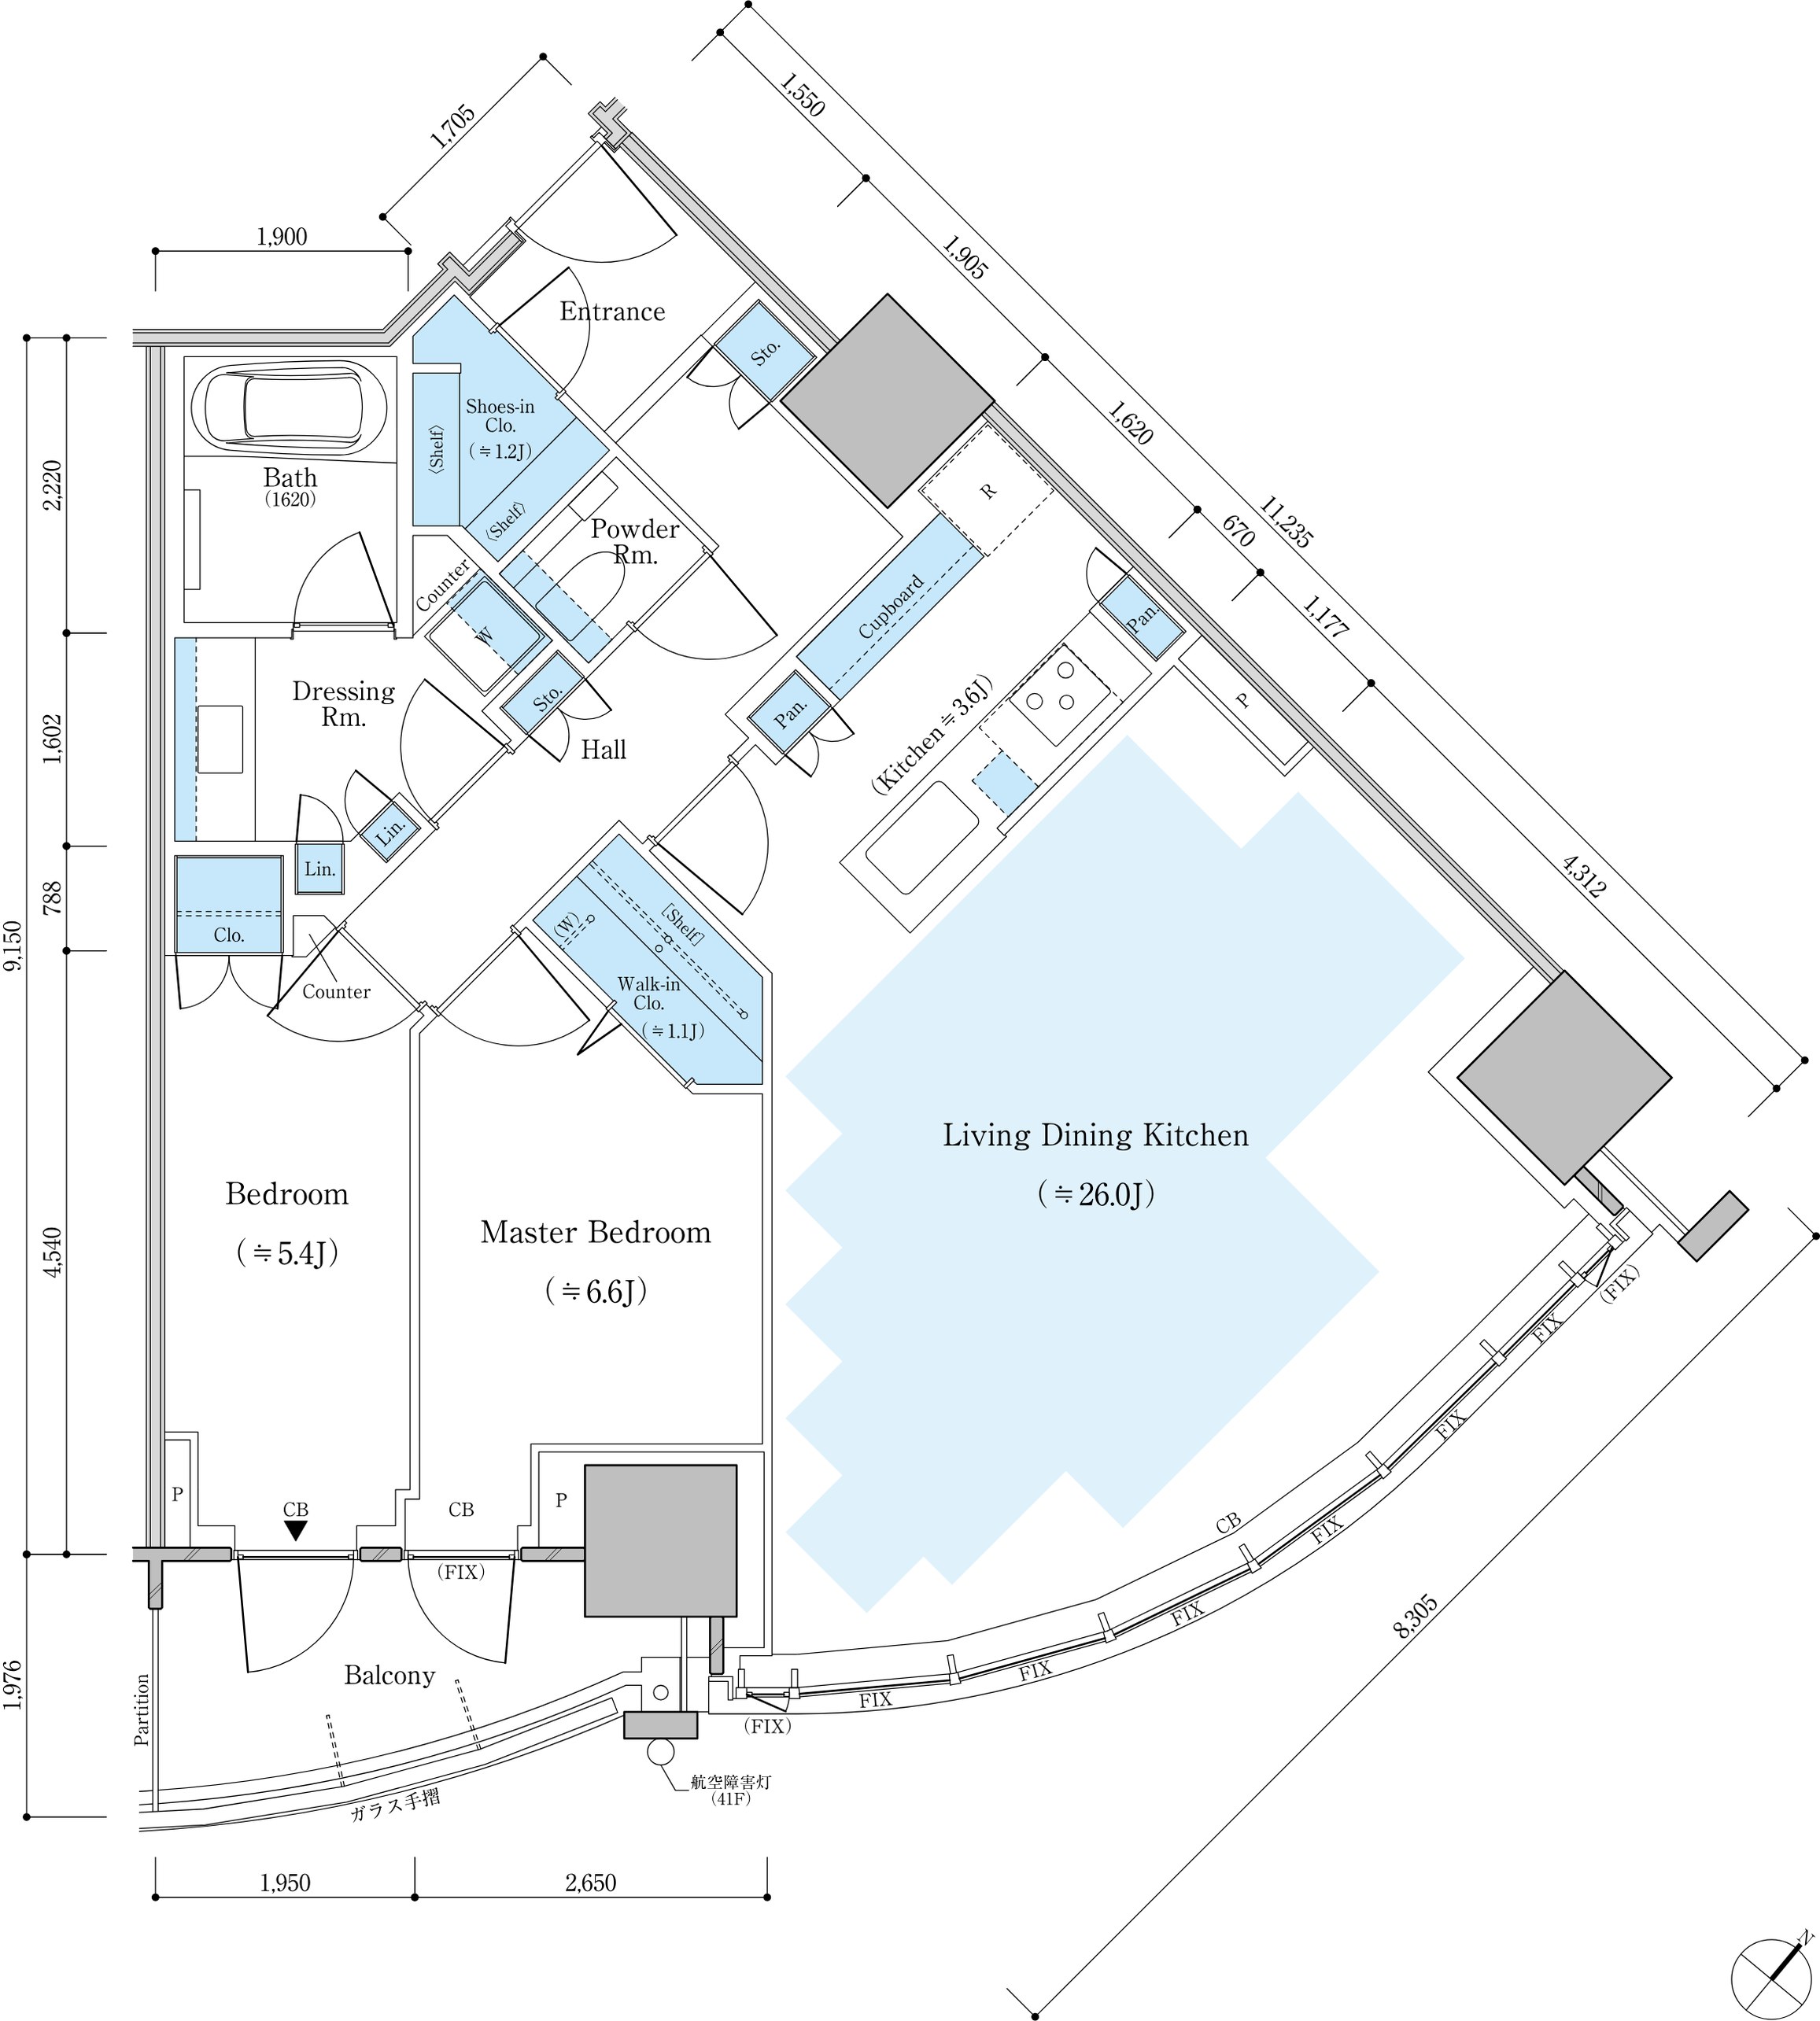 1,550
1,705
1,905
1,900
Entrance
Sto.
1,620
11,235
670
1,177
4,312
9,150
2,220
1,602
788
4,540
1,976
Shoes-in
Clo.
(≒1.2J)
〈Shelf〉
〈Shelf〉
Bath
(1620)
Powder
Rm.
R
Counter
W
Cupboard
Pan.
P
Dressing
Rm.
Sto.
Hall
Pan.
(Kitchen≒3.6J)
Lin.
Lin.
Clo.
Counter
(W)
[Shelf]
Walk-in
Clo.
(≒1.1J)
Living Dining Kitchen
(≒26.0J)
Bedroom
(≒5.4J)
Master Bedroom
(≒6.6J)
P
CB
CB
P
(FIX)
CB
(FIX)
FIX
FIX
FIX
FIX
FIX
FIX
(FIX)
8,305
Balcony
Partition
航空障害灯
(41F)
ガラス手摺
1,950
2,650
N